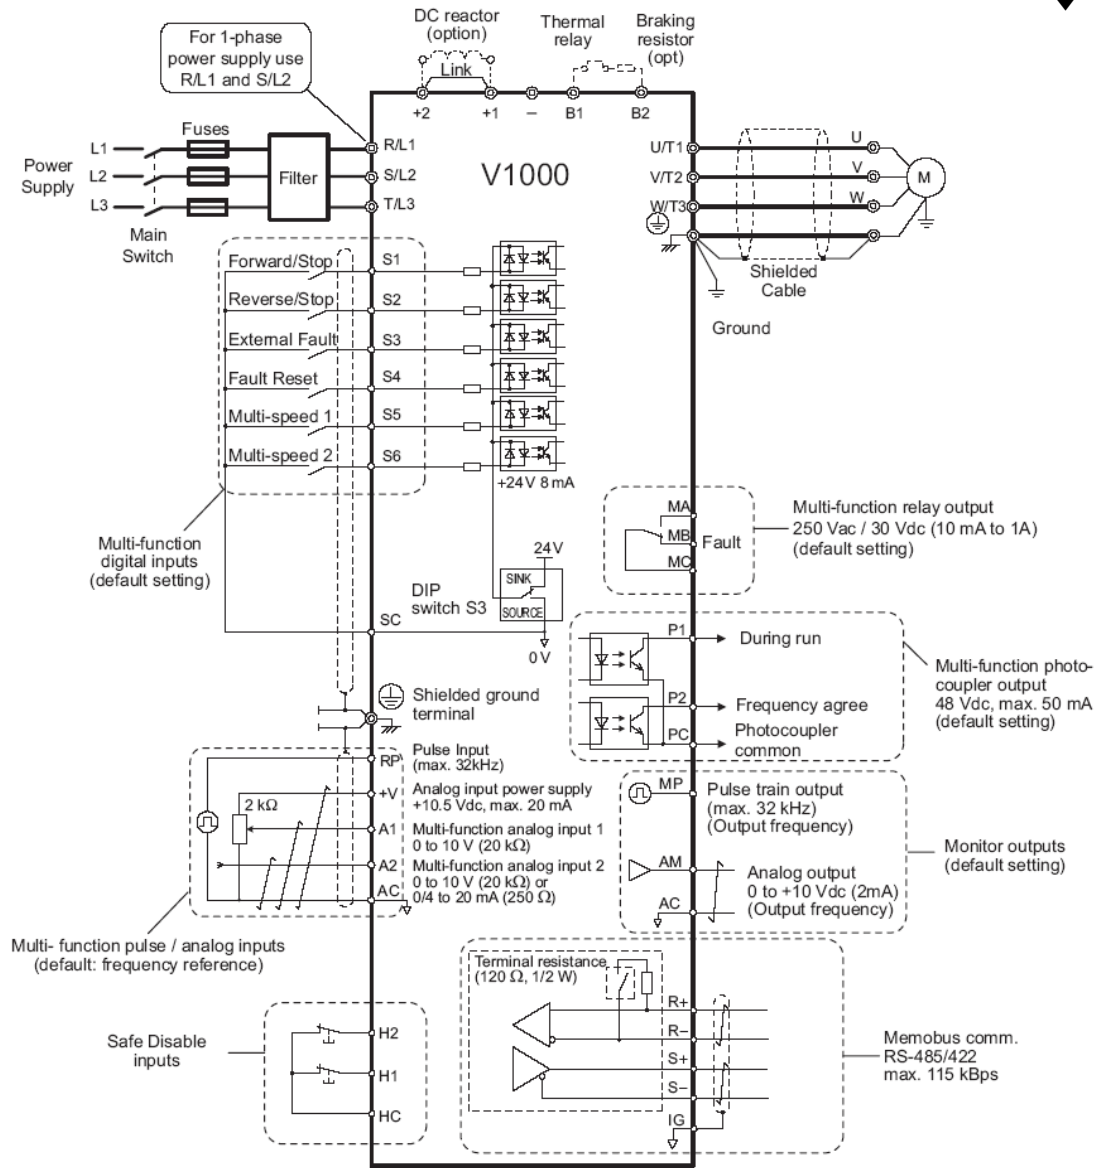 DC reactor
(option)
Link
Thermal
relay
Braking
resistor
(opt)
For 1-phase
power supply use
R/L1 and S/L2
+2
+1
–
B1
B2
Power
Supply
L1
L2
L3
Fuses
Main
Switch
Filter
R/L1
S/L2
T/L3
V1000
U/T1
V/T2
W/T3
U
V
W
M
Shielded
Cable
Ground
Forward/Stop
S1
Reverse/Stop
S2
External Fault
S3
Fault Reset
S4
Multi-speed 1
S5
Multi-speed 2
S6
+24V 8mA
Multi-function
digital inputs
(default setting)
DIP
switch S3
24V
SINK
SOURCE
0V
SC
MA
MB
MC
Fault
Multi-function relay output
250 Vac / 30 Vdc (10 mA to 1A)
(default setting)
P1
During run
P2
Frequency agree
PC
Photocoupler
common
Multi-function photo-
coupler output
48 Vdc, max. 50 mA
(default setting)
Shielded ground
terminal
RP
Pulse Input
(max. 32kHz)
+V
Analog input power supply
+10.5 Vdc, max. 20 mA
2 kΩ
A1
Multi-function analog input 1
0 to 10 V (20 kΩ)
A2
Multi-function analog input 2
0 to 10 V (20 kΩ) or
0/4 to 20 mA (250 Ω)
AC
Multi- function pulse / analog inputs
(default: frequency reference)
MP
Pulse train output
(max. 32 kHz)
(Output frequency)
AM
Analog output
0 to +10 Vdc (2mA)
(Output frequency)
AC
Monitor outputs
(default setting)
Safe Disable
inputs
H2
H1
HC
Terminal resistance
(120 Ω, 1/2 W)
R+
R–
S+
S–
IG
Memobus comm.
RS-485/422
max. 115 kBps